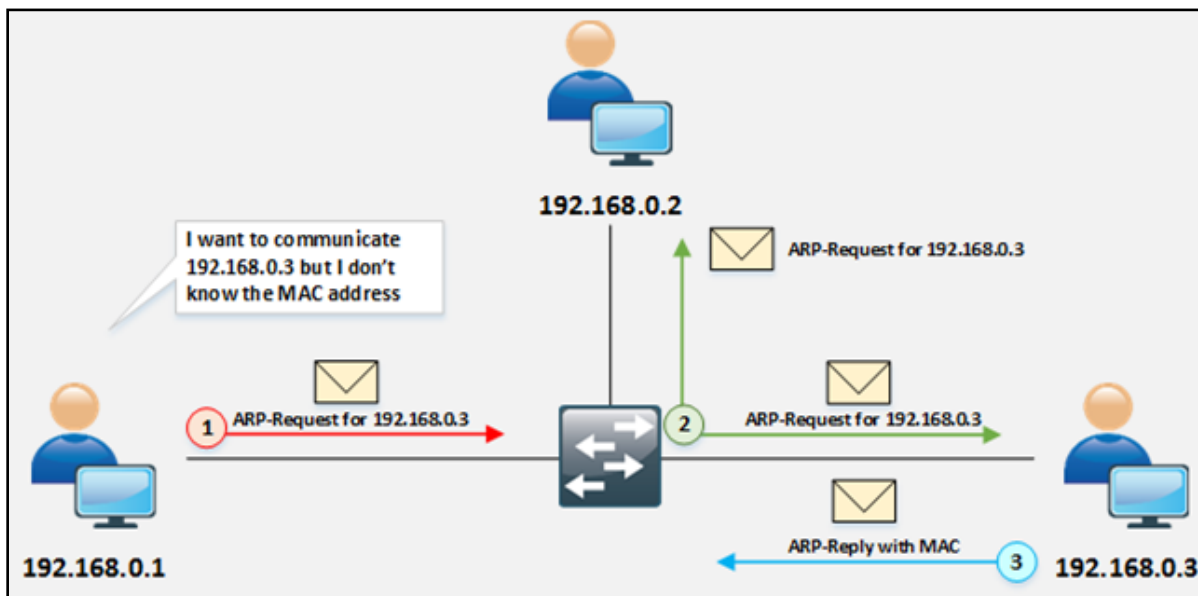 192.168.0.2
I want to communicate
192.168.0.3 but I don't
know the MAC address
ARP-Request for 192.168.0.3
1
ARP-Request for 192.168.0.3
2
ARP-Request for 192.168.0.3
ARP-Reply with MAC
3
192.168.0.1
192.168.0.3